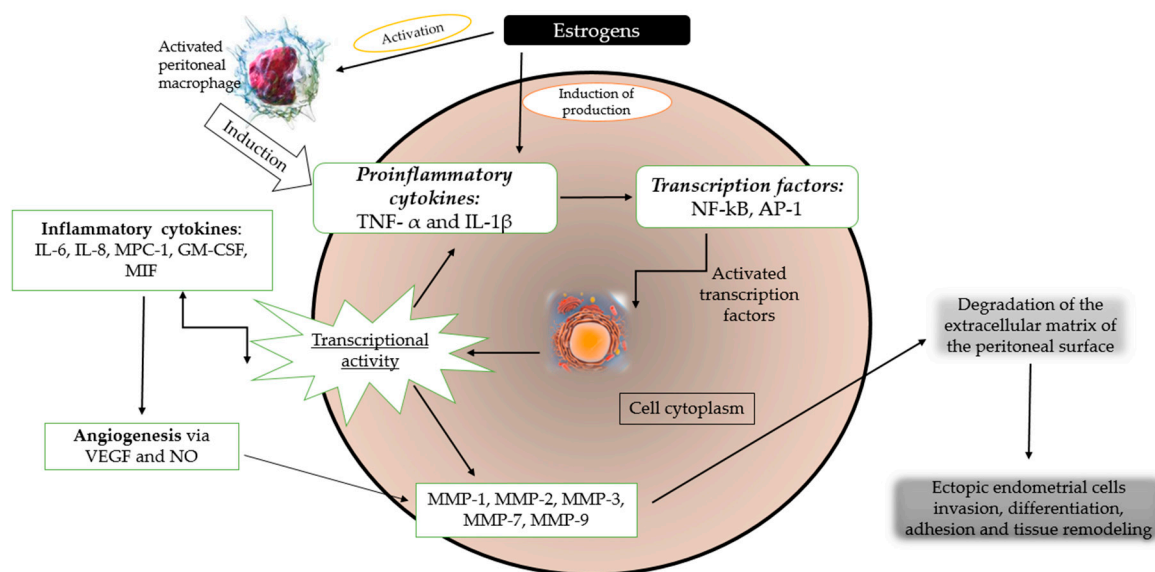 Estrogens
Activation
Activated
peritoneal
macrophage
Induction of
production
Induction
Proinflammatory
cytokines:
TNF- α and IL-1β
Transcription factors:
NF-kB, AP-1
Inflammatory cytokines:
IL-6, IL-8, MPC-1, GM-CSF,
MIF
Activated
transcription
factors
Transcriptional
activity
Degradation of the
extracellular matrix of
the peritoneal surface
Cell cytoplasm
Angiogenesis via
VEGF and NO
MMP-1, MMP-2, MMP-3,
MMP-7, MMP-9
Ectopic endometrial cells
invasion, differentiation,
adhesion and tissue remodeling